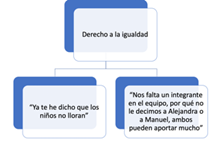 Derecho a la igualdad
"Ya te he dicho que los
niños no lloran"
"Nos falta un integrante
en el equipo, por qué no
le decimos a Alejandra o
a Manuel, ambos
pueden aportar mucho"